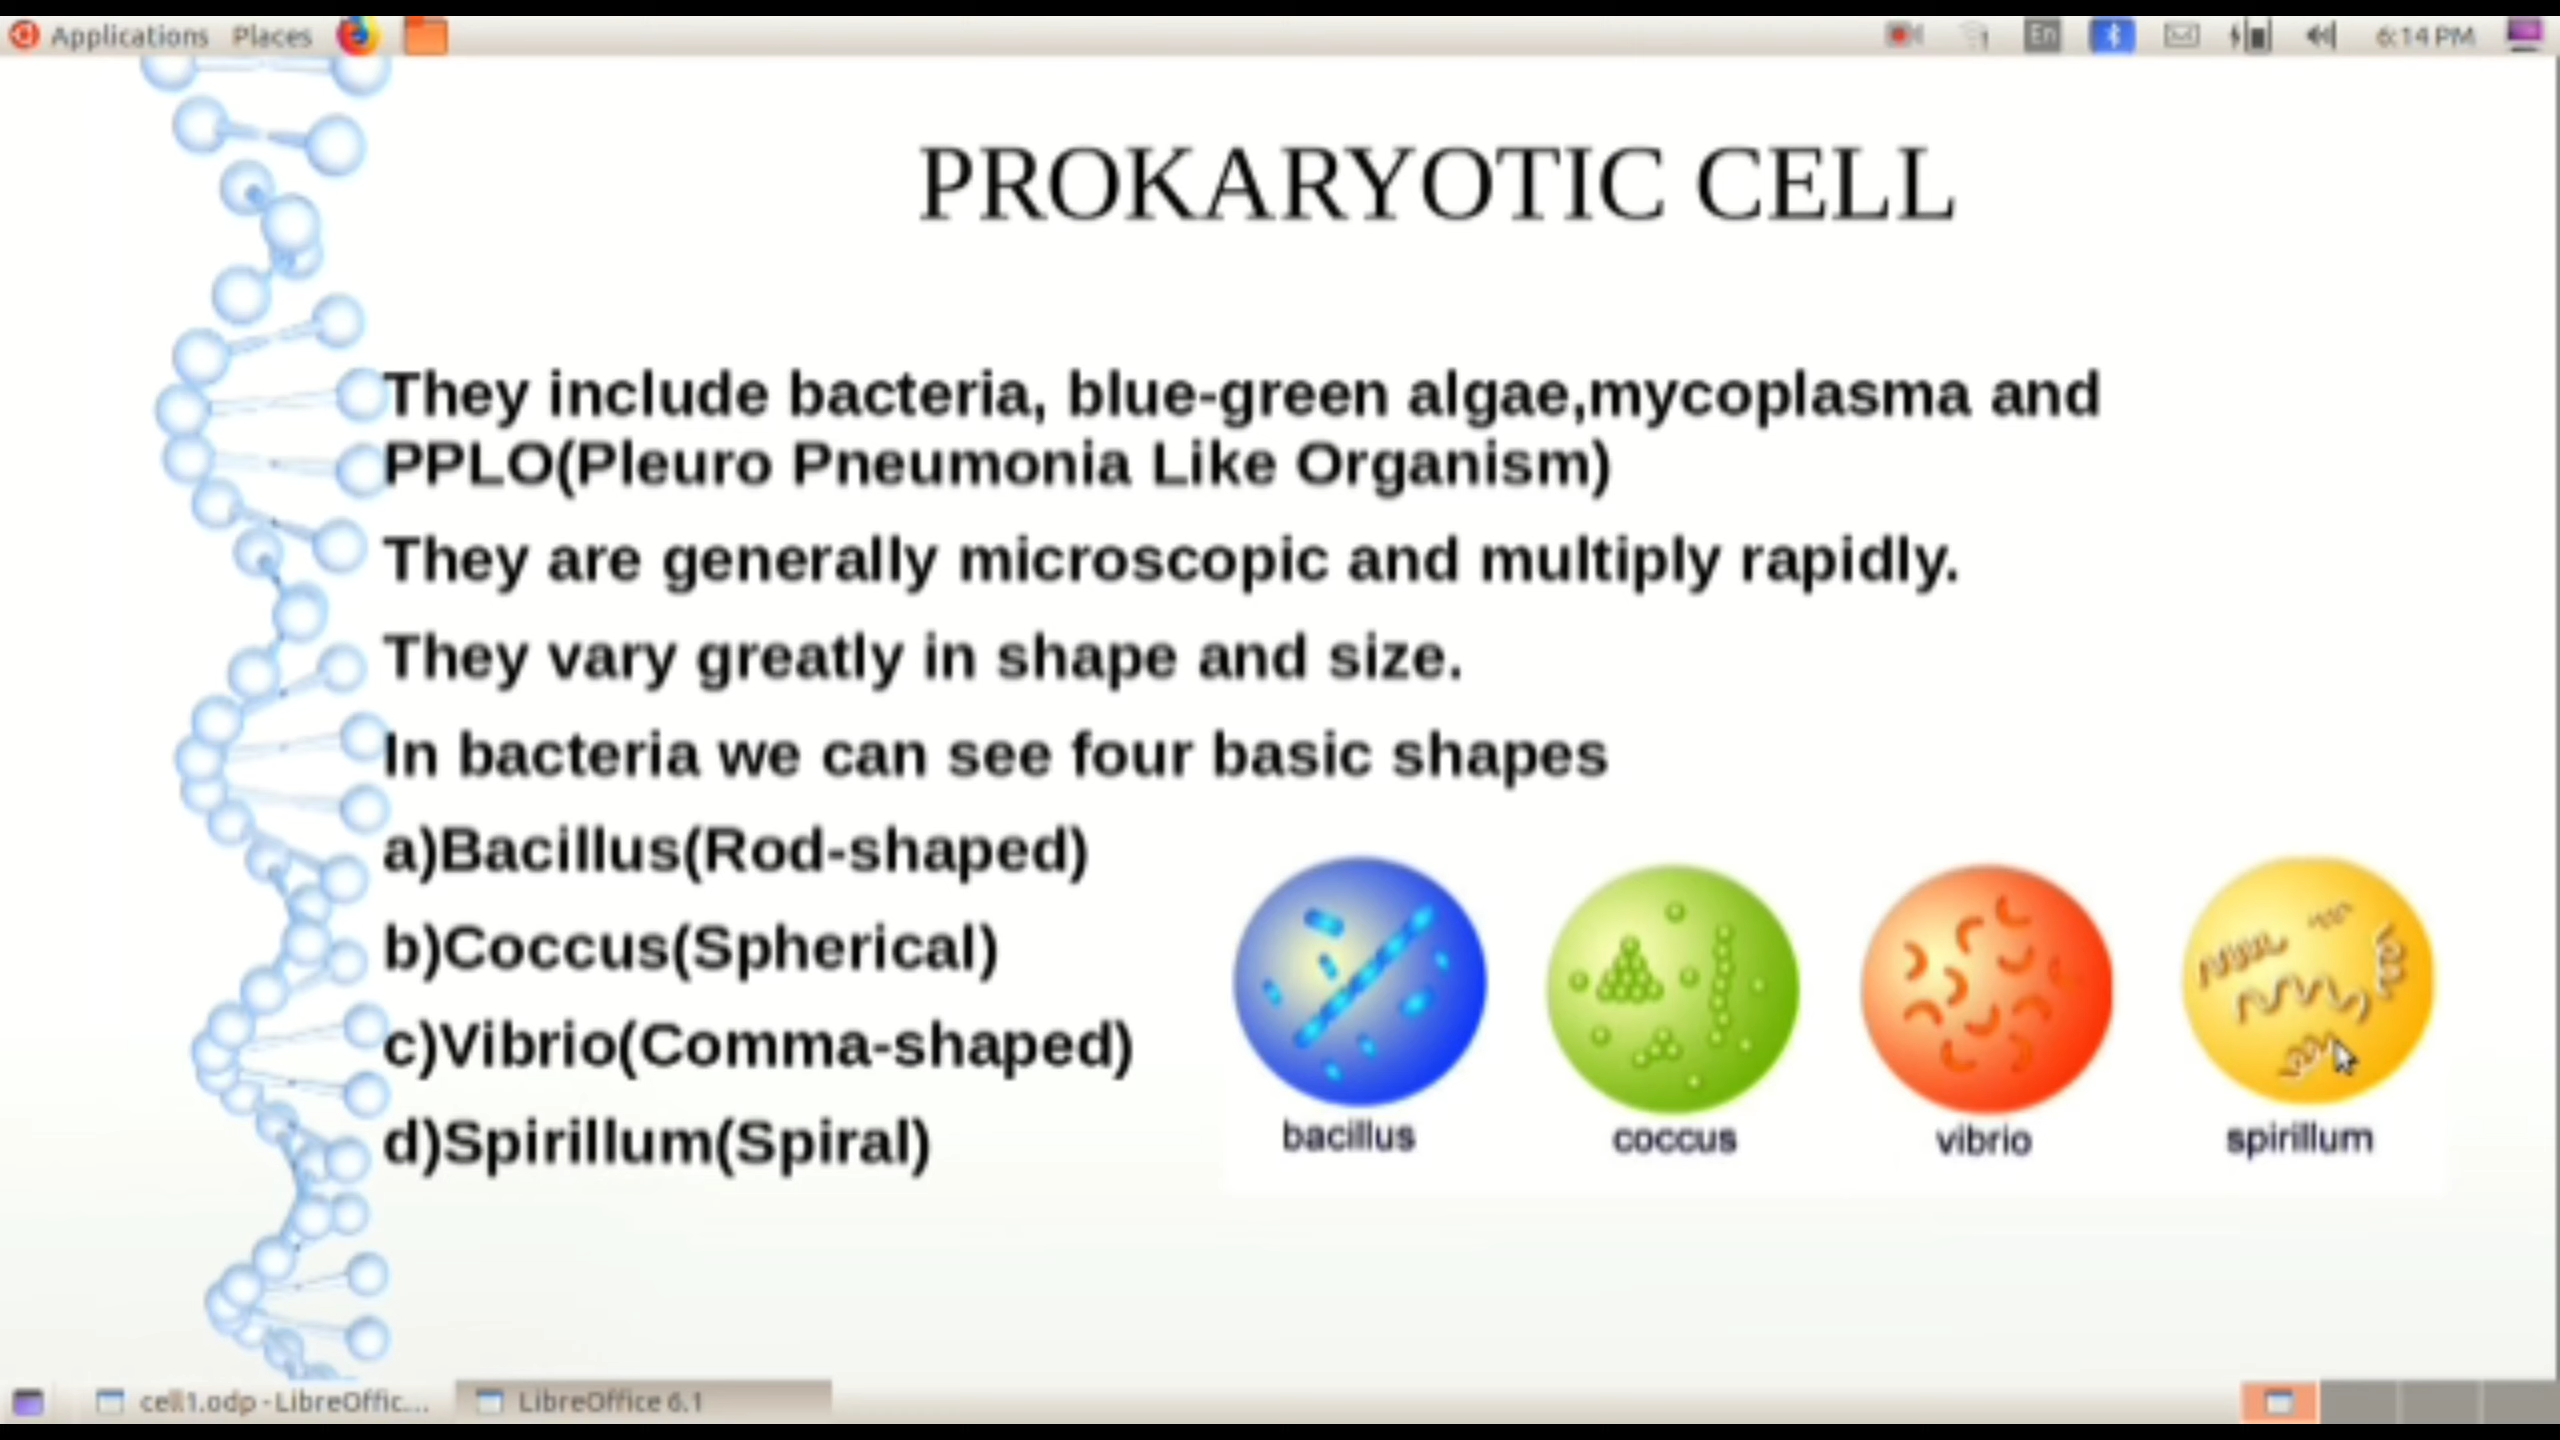 Applications Places En 6:14 PM
PROKARYOTIC CELL
They include bacteria, blue-green algae,mycoplasma and
PPLO(Pleuro Pneumonia Like Organism)
They are generally microscopic and multiply rapidly.
They vary greatly in shape and size.
In bacteria we can see four basic shapes
a)Bacillus(Rod-shaped)
b)Coccus(Spherical)
c)Vibrio(Comma-shaped)
d)Spirillum(Spiral)
bacillus coccus vibrio spirillum
cell1.odp - LibreOffic... LibreOffice 6.1